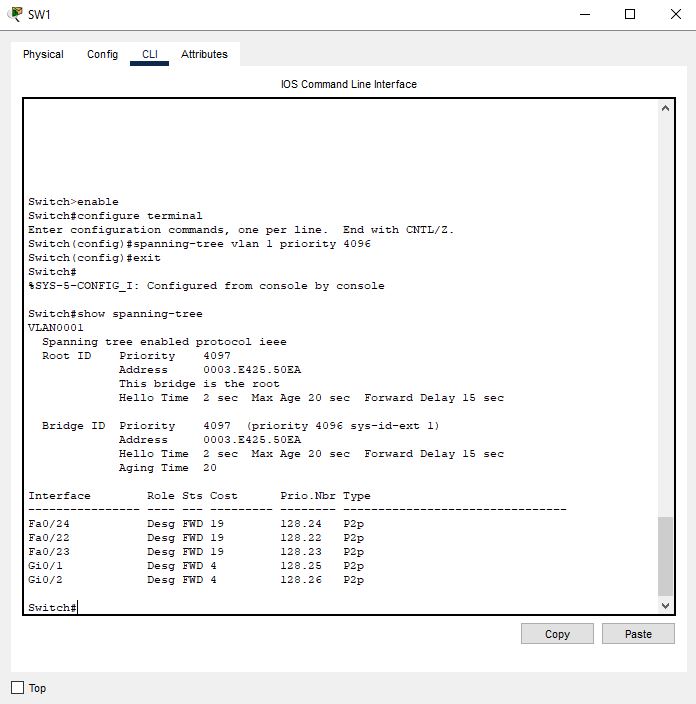 SW1
Physical Config CLI Attributes
IOS Command Line Interface
Switch>enable
Switch#configure terminal
Enter configuration commands, one per line.  End with CNTL/Z.
Switch(config)#spanning-tree vlan 1 priority 4096
Switch(config)#exit
Switch#
%SYS-5-CONFIG_I: Configured from console by console
Switch#show spanning-tree
VLAN0001
  Spanning tree enabled protocol ieee
  Root ID    Priority    4097
             Address     0003.E425.50EA
             This bridge is the root
             Hello Time  2 sec  Max Age 20 sec  Forward Delay 15 sec
  Bridge ID  Priority    4097  (priority 4096 sys-id-ext 1)
             Address     0003.E425.50EA
             Hello Time  2 sec  Max Age 20 sec  Forward Delay 15 sec
             Aging Time  20
Interface        Role Sts Cost      Prio.Nbr Type
---------------- ---- --- --------- -------- --------------------------------
Fa0/24           Desg FWD 19        128.24   P2p
Fa0/22           Desg FWD 19        128.22   P2p
Fa0/23           Desg FWD 19        128.23   P2p
Gi0/1            Desg FWD 4         128.25   P2p
Gi0/2            Desg FWD 4         128.26   P2p
Switch#
Copy Paste
Top